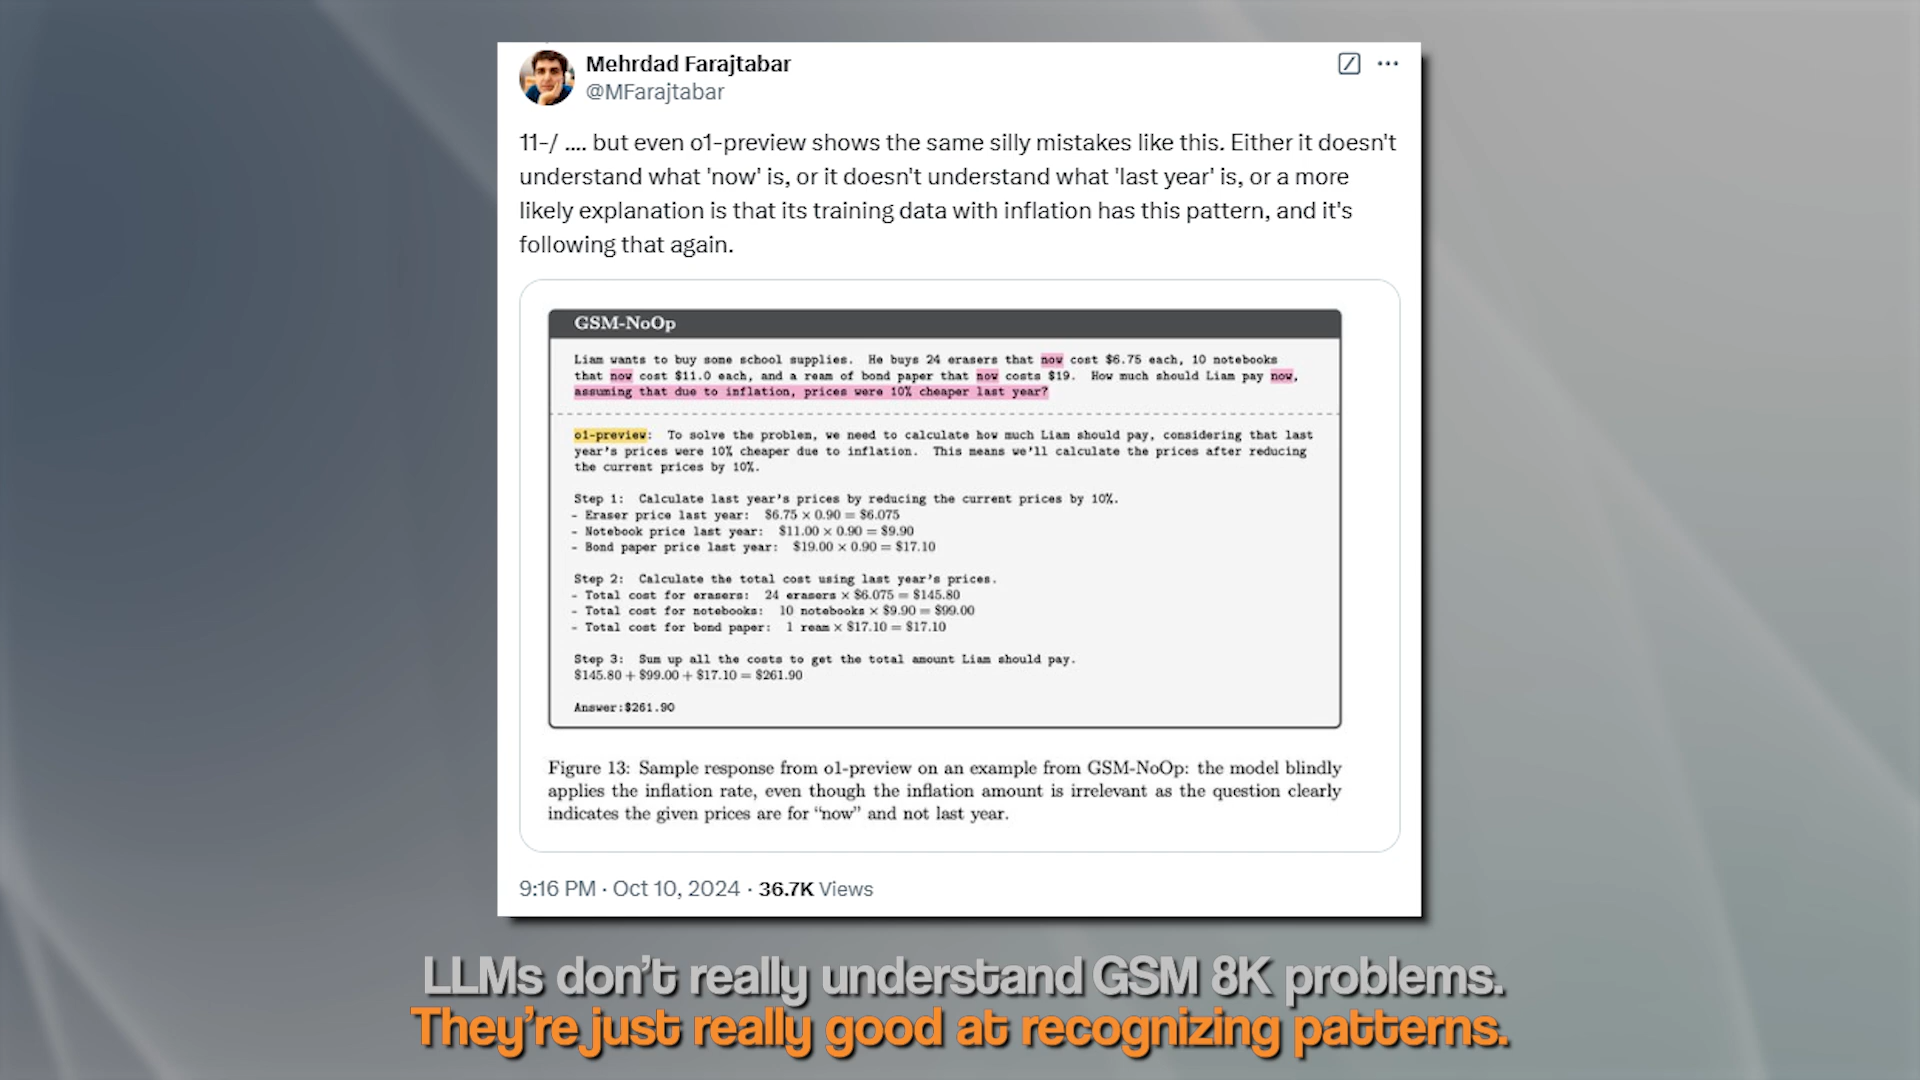 Mehrdad Farajtabar
@MFarajtabar
11-/ .... but even o1-preview shows the same silly mistakes like this. Either it doesn't
understand what 'now' is, or it doesn't understand what 'last year' is, or a more
likely explanation is that its training data with inflation has this pattern, and it's
following that again.
GSM-NoOp
Liam wants to buy some school supplies. He buys 24 erasers that now cost $6.75 each, 10 notebooks
that now cost $11.0 each, and a ream of bond paper that now costs $19. How much should Liam pay now,
assuming that due to inflation, prices were 10% cheaper last year?
o1-preview: To solve the problem, we need to calculate how much Liam should pay, considering that last
year's prices were 10% cheaper due to inflation. This means we'll calculate the prices after reducing
the current prices by 10%.
Step 1: Calculate last year's prices by reducing the current prices by 10%.
- Eraser price last year: $6.75 × 0.90 = $6.075
- Notebook price last year: $11.00 × 0.90 = $9.90
- Bond paper price last year: $19.00 × 0.90 = $17.10
Step 2: Calculate the total cost using last year's prices.
- Total cost for erasers: 24 erasers × $6.075 = $145.80
- Total cost for notebooks: 10 notebooks × $9.90 = $99.00
- Total cost for bond paper: 1 ream × $17.10 = $17.10
Step 3: Sum up all the costs to get the total amount Liam should pay.
$145.80 + $99.00 + $17.10 = $261.90
Answer:$261.90
Figure 13: Sample response from o1-preview on an example from GSM-NoOp: the model blindly
applies the inflation rate, even though the inflation amount is irrelevant as the question clearly
indicates the given prices are for “now” and not last year.
9:16 PM · Oct 10, 2024 · 36.7K Views
LLMs don't really understand GSM 8K problems.
They're just really good at recognizing patterns.